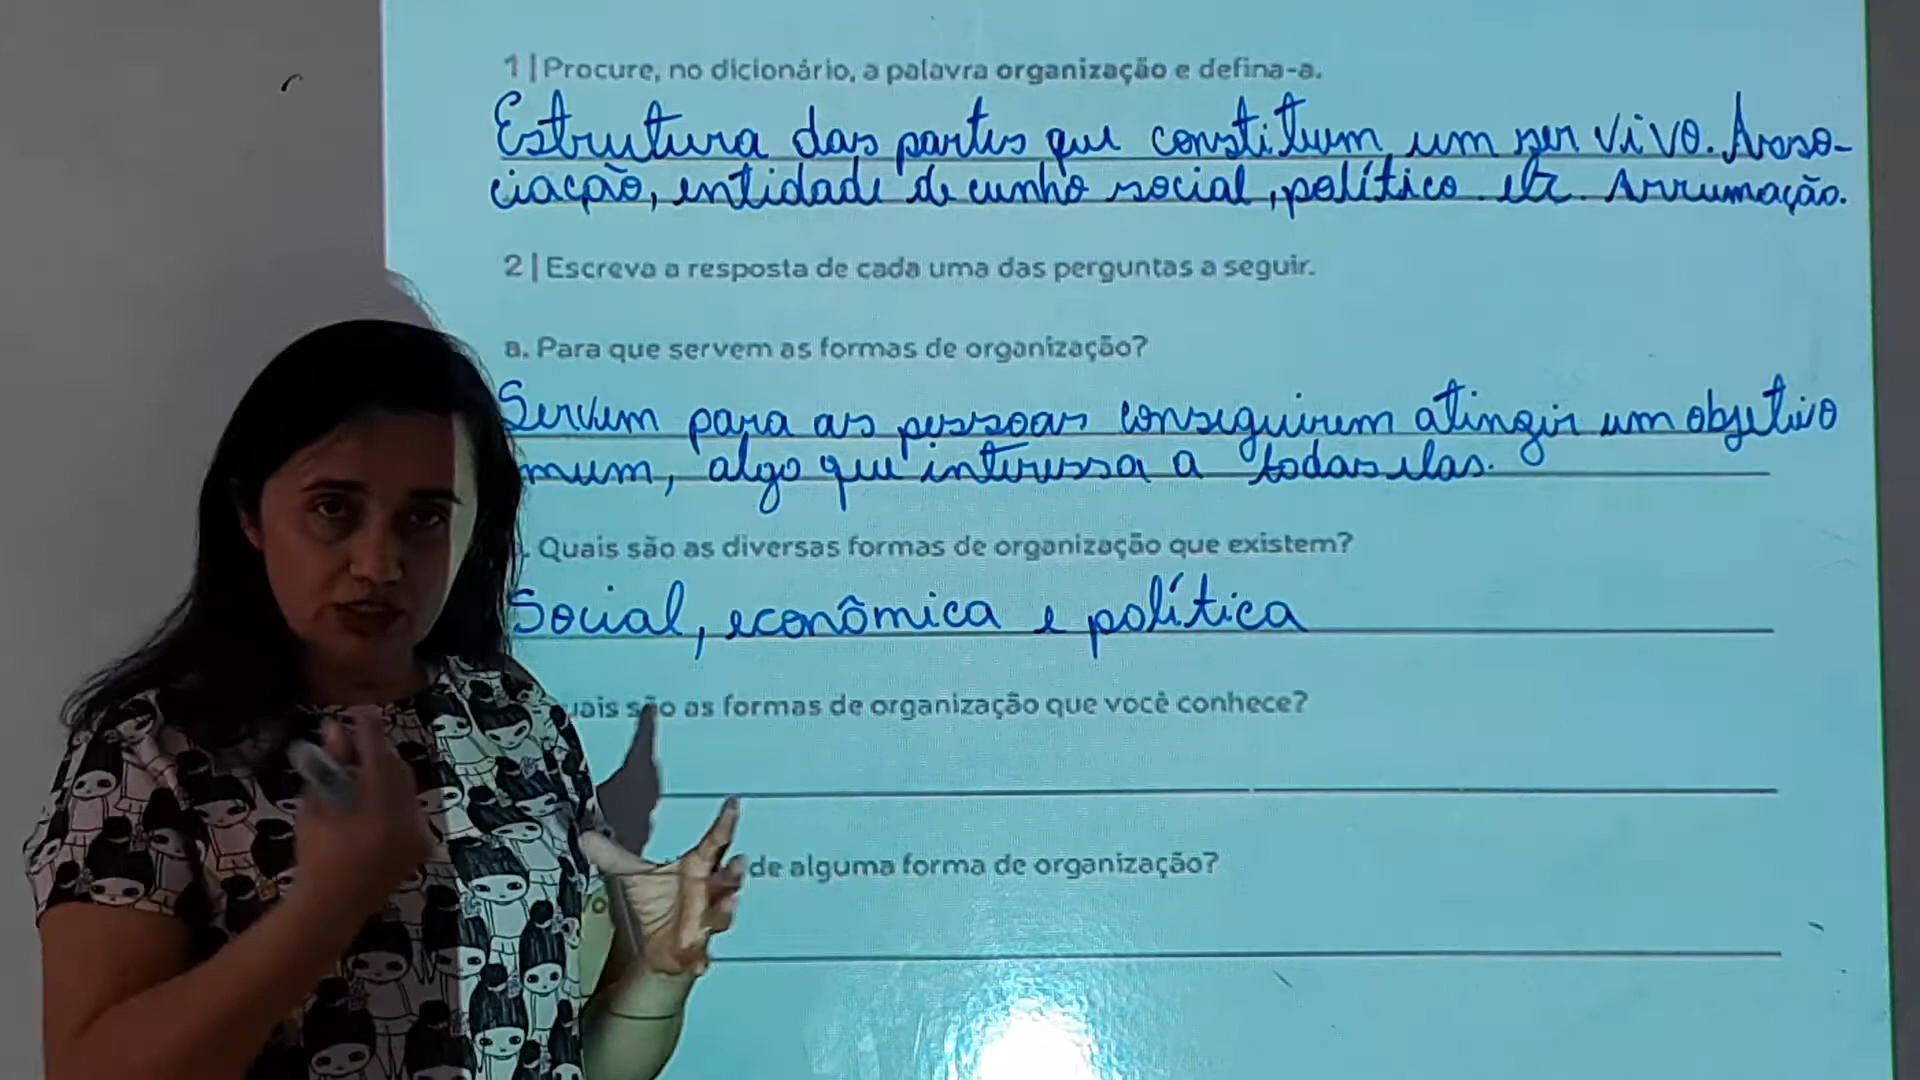 1 | Procure, no dicionário, a palavra organização e defina-a.
Estrutura das partes que constituem um ser vivo. Asso-
ciação, entidade de cunho social, político etc. Arrumação.
2 | Escreva a resposta de cada uma das perguntas a seguir.
a. Para que servem as formas de organização?
Servem para as pessoas conseguirem atingir um objetivo
mum, algo que interessa a todas elas.
. Quais são as diversas formas de organização que existem?
Social, econômica e política
uais são as formas de organização que você conhece?
de alguma forma de organização?